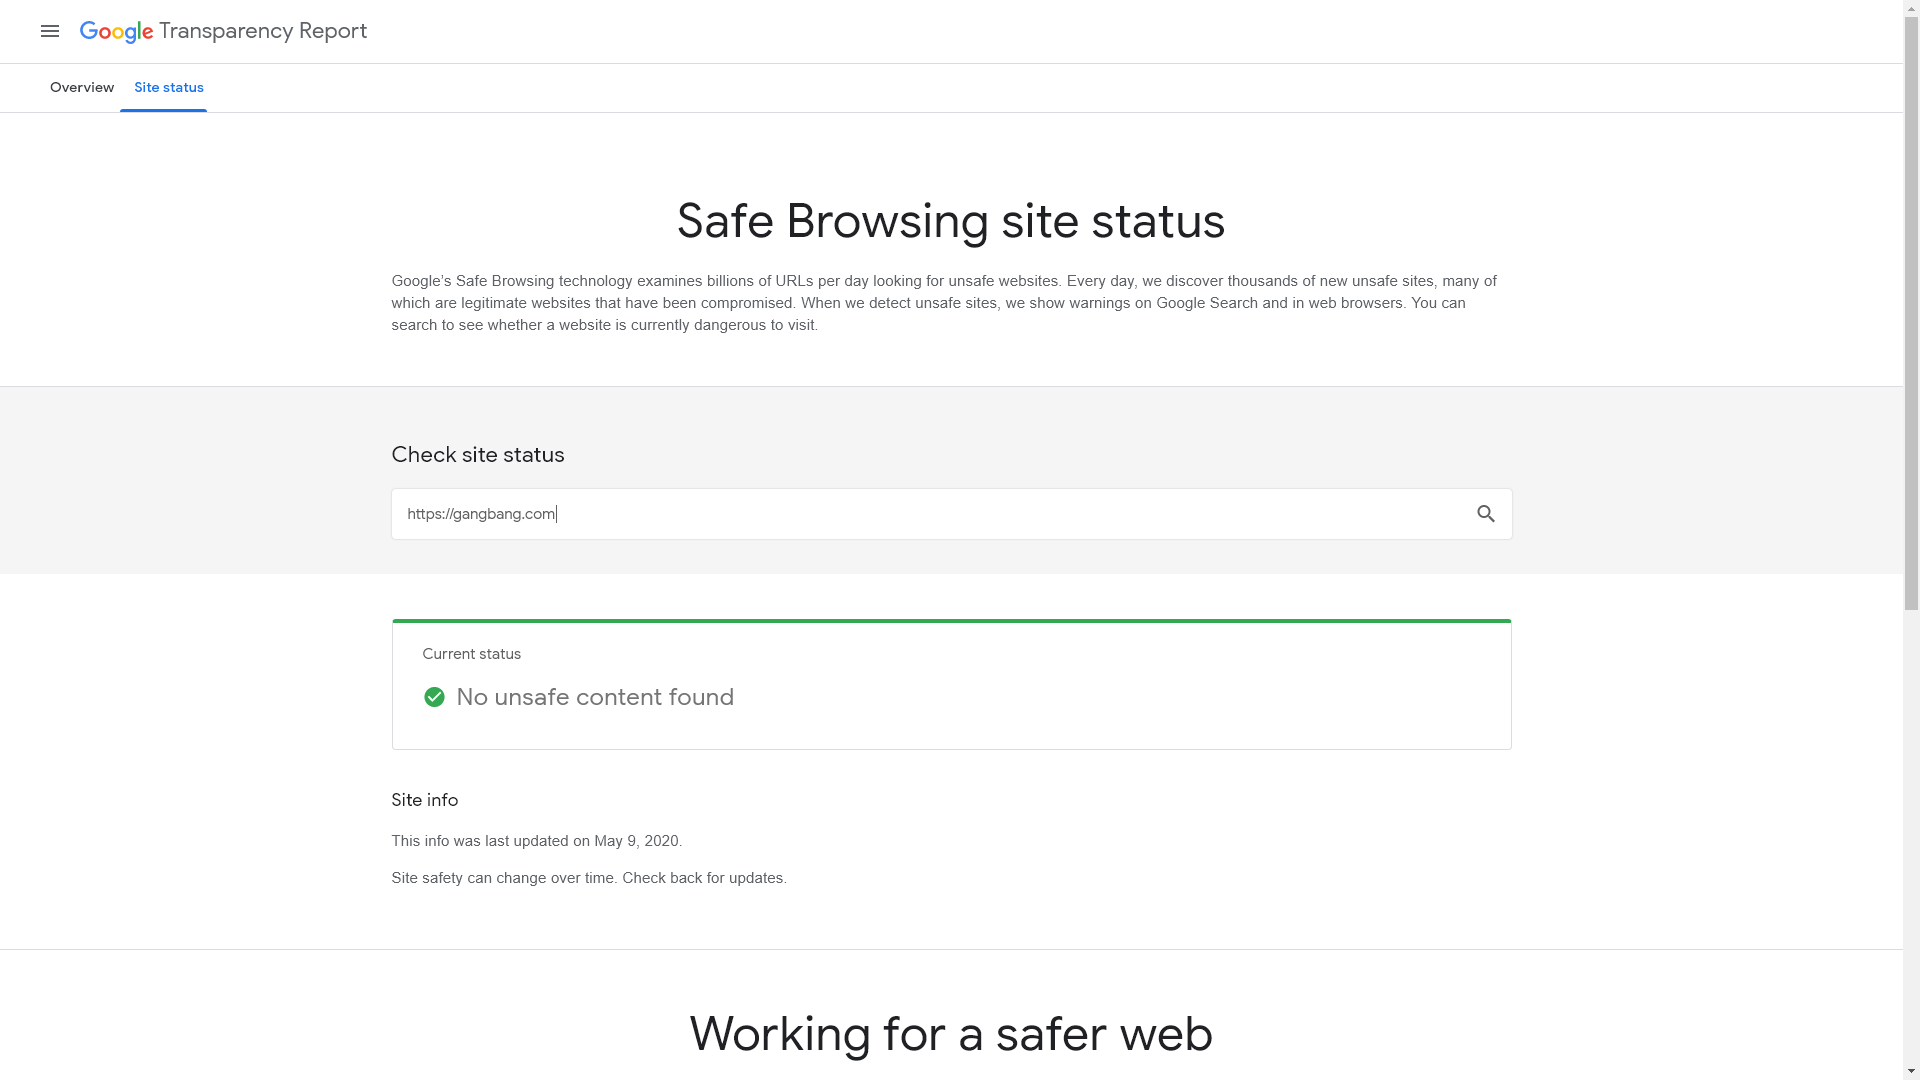 Google Transparency Report
Overview Site status
Safe Browsing site status
Google’s Safe Browsing technology examines billions of URLs per day looking for unsafe websites. Every day, we discover thousands of new unsafe sites, many of
which are legitimate websites that have been compromised. When we detect unsafe sites, we show warnings on Google Search and in web browsers. You can
search to see whether a website is currently dangerous to visit.
Check site status
https://gangbang.com
Current status
No unsafe content found
Site info
This info was last updated on May 9, 2020.
Site safety can change over time. Check back for updates.
Working for a safer web